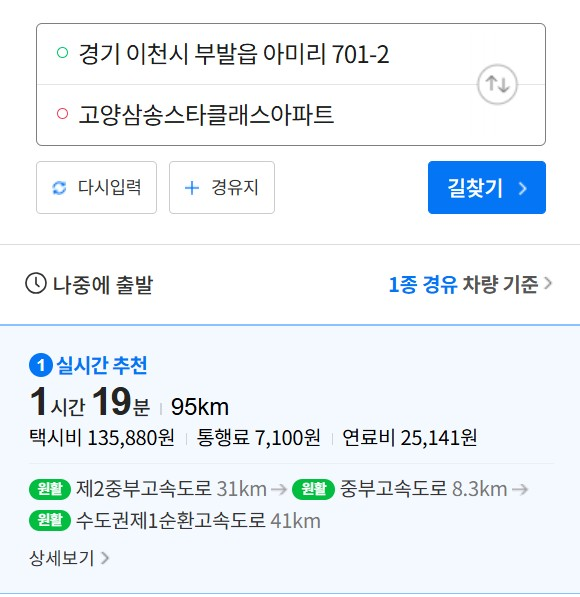 경기 이천시 부발읍 아미리 701-2
고양삼송스타클래스아파트
다시입력
경유지
길찾기
나중에 출발 1종 경유 차량 기준
1 실시간 추천
1시간 19분 95km
택시비 135,880원 통행료 7,100원 연료비 25,141원
원활 제2중부고속도로 31km → 원활 중부고속도로 8.3km →
원활 수도권제1순환고속도로 41km
상세보기